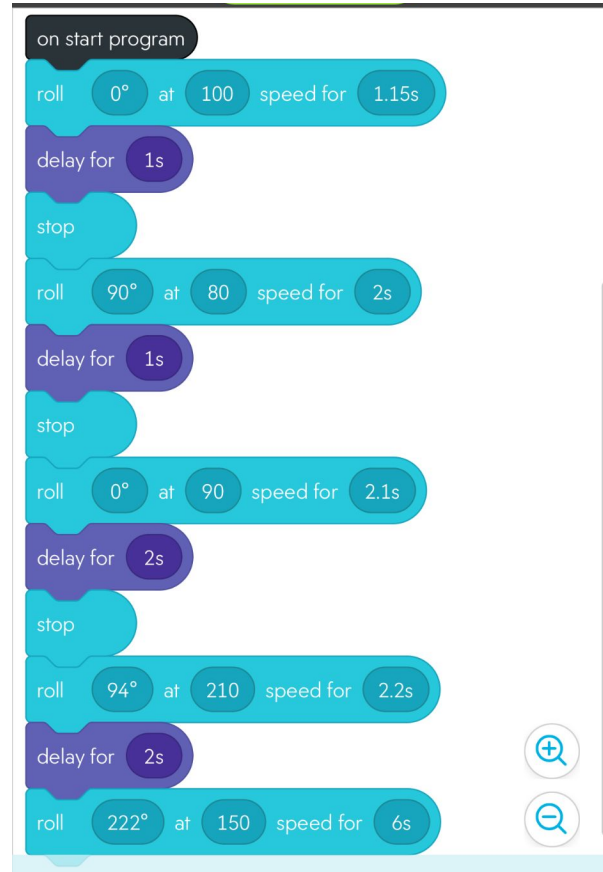 on start program
roll 0° at 100 speed for 1.15s
delay for 1s
stop
roll 90° at 80 speed for 2s
delay for 1s
stop
roll 0° at 90 speed for 2.1s
delay for 2s
stop
roll 94° at 210 speed for 2.2s
delay for 2s
roll 222° at 150 speed for 6s